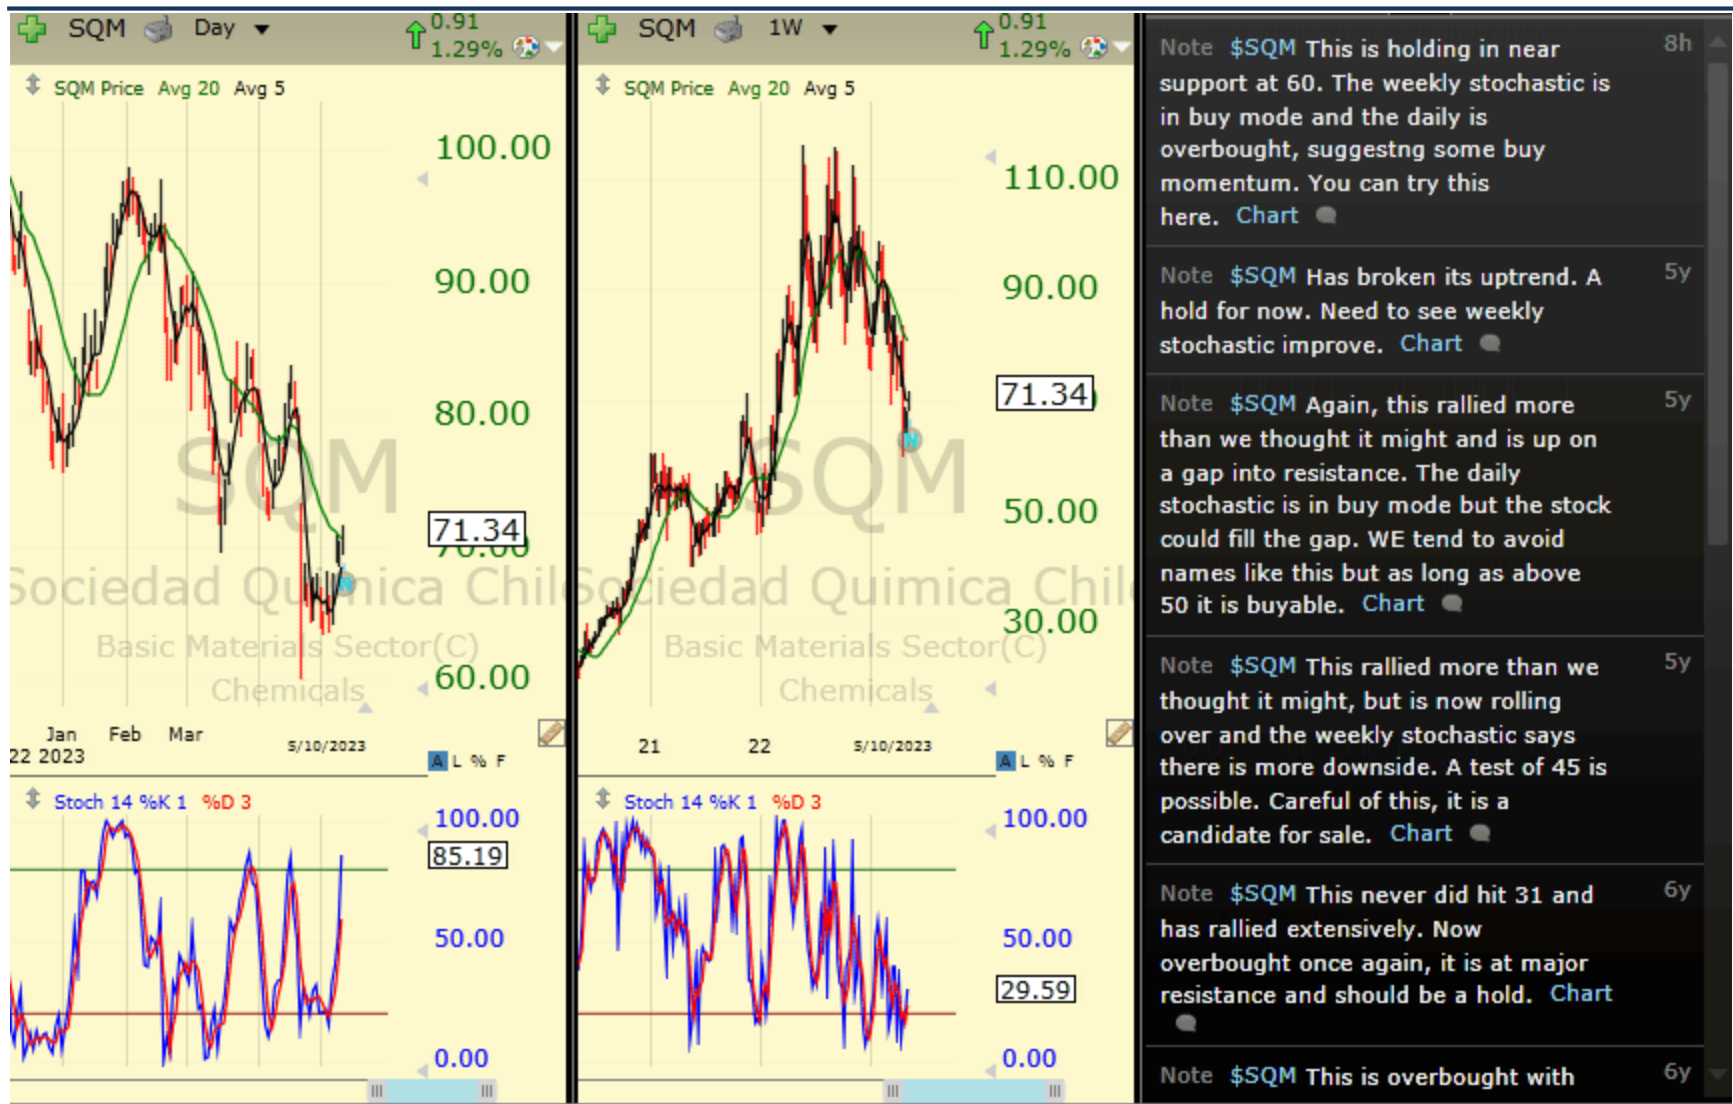 SQM Day
0.91
1.29%
SQM Price Avg 20 Avg 5
100.00
90.00
80.00
71.34
70.00
60.00
SQM
Sociedad Quimica Chil
Basic Materials Sector(C)
Chemicals
Jan Feb Mar
22 2023
5/10/2023
A L % F
Stoch 14 %K 1 %D 3
100.00
85.19
50.00
0.00
N
SQM 1W
0.91
1.29%
SQM Price Avg 20 Avg 5
110.00
90.00
71.34
50.00
30.00
SQM
Sociedad Quimica Chil
Basic Materials Sector(C)
Chemicals
21 22 5/10/2023
A L % F
Stoch 14 %K 1 %D 3
100.00
50.00
29.59
0.00
N
Note $SQM This is holding in near 8h
support at 60. The weekly stochastic is
in buy mode and the daily is
overbought, suggestng some buy
momentum. You can try this
here. Chart
Note $SQM Has broken its uptrend. A 5y
hold for now. Need to see weekly
stochastic improve. Chart
Note $SQM Again, this rallied more 5y
than we thought it might and is up on
a gap into resistance. The daily
stochastic is in buy mode but the stock
could fill the gap. WE tend to avoid
names like this but as long as above
50 it is buyable. Chart
Note $SQM This rallied more than we 5y
thought it might, but is now rolling
over and the weekly stochastic says
there is more downside. A test of 45 is
possible. Careful of this, it is a
candidate for sale. Chart
Note $SQM This never did hit 31 and 6y
has rallied extensively. Now
overbought once again, it is at major
resistance and should be a hold. Chart
Note $SQM This is overbought with 6y